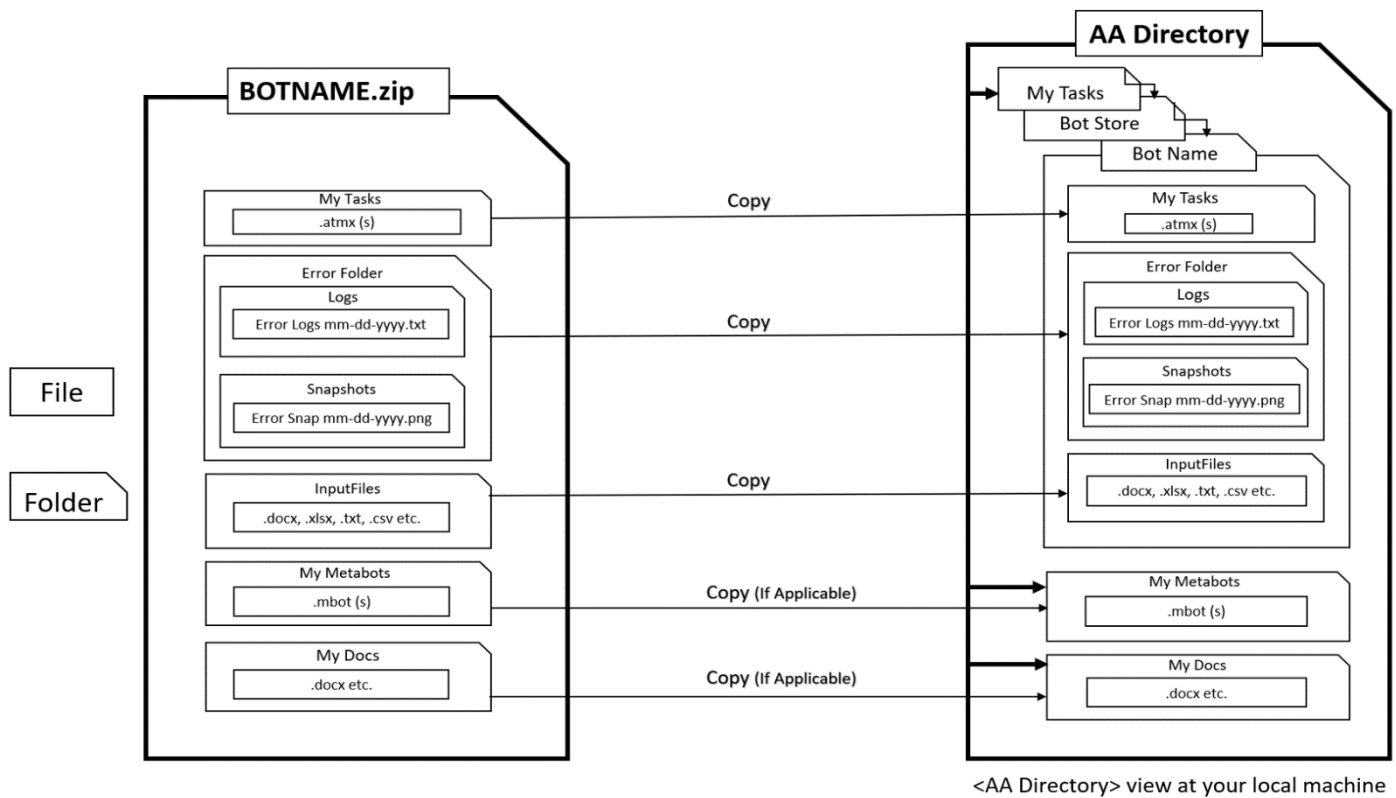 BOTNAME.zip
My Tasks
.atmx (s)
Error Folder
Logs
Error Logs mm-dd-yyyy.txt
Snapshots
Error Snap mm-dd-yyyy.png
InputFiles
.docx, .xlsx, .txt, .csv etc.
My Metabots
.mbot (s)
My Docs
.docx etc.
File
Folder
Copy
Copy
Copy
Copy (If Applicable)
Copy (If Applicable)
AA Directory
My Tasks
Bot Store
Bot Name
My Tasks
.atmx (s)
Error Folder
Logs
Error Logs mm-dd-yyyy.txt
Snapshots
Error Snap mm-dd-yyyy.png
InputFiles
.docx, .xlsx, .txt, .csv etc.
My Metabots
.mbot (s)
My Docs
.docx etc.
<AA Directory> view at your local machine